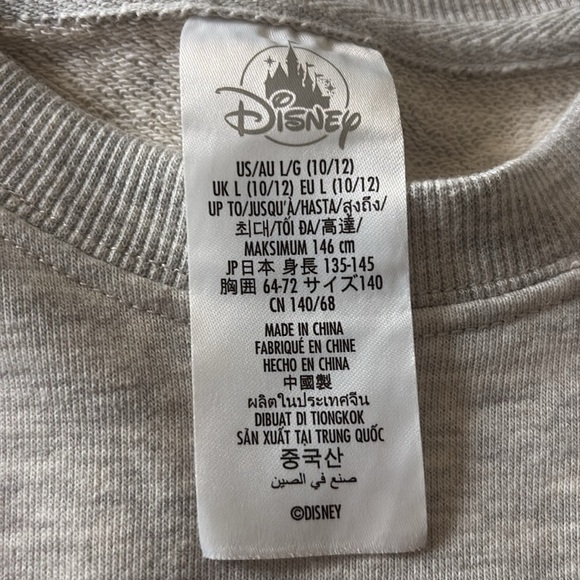 DISNEY
US/AU L/G (10/12)
UK L (10/12) EU L (10/12)
UP TO/JUSQU'À/HASTA/สูงถึง/
최대/TỐI ĐA/高達/
MAKSIMUM 146 cm
JP日本 身長 135-145
胸囲 64-72 サイズ140
CN 140/68
MADE IN CHINA
FABRIQUÉ EN CHINE
HECHO EN CHINA
中國製
ผลิตในประเทศจีน
DIBUAT DI TIONGKOK
SẢN XUẤT TẠI TRUNG QUỐC
중국산
صنع في الصين
©DISNEY